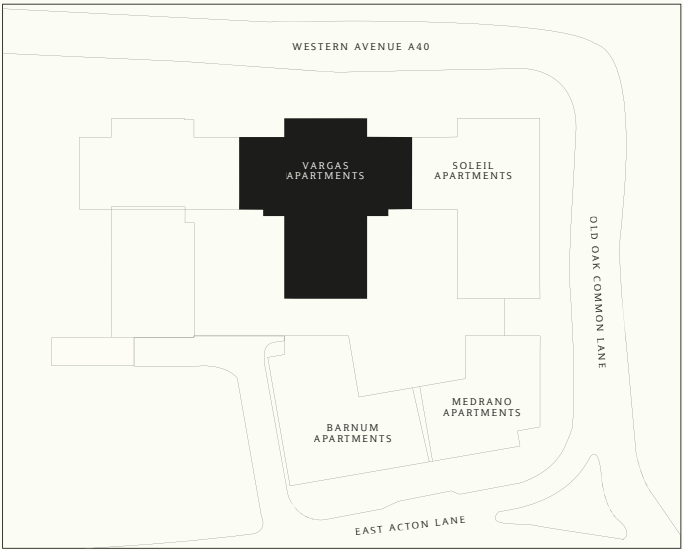 WESTERN AVENUE A40
VARGAS
APARTMENTS
SOLEIL
APARTMENTS
OLD OAK COMMON LANE
MEDRANO
APARTMENTS
BARNUM
APARTMENTS
EAST ACTON LANE